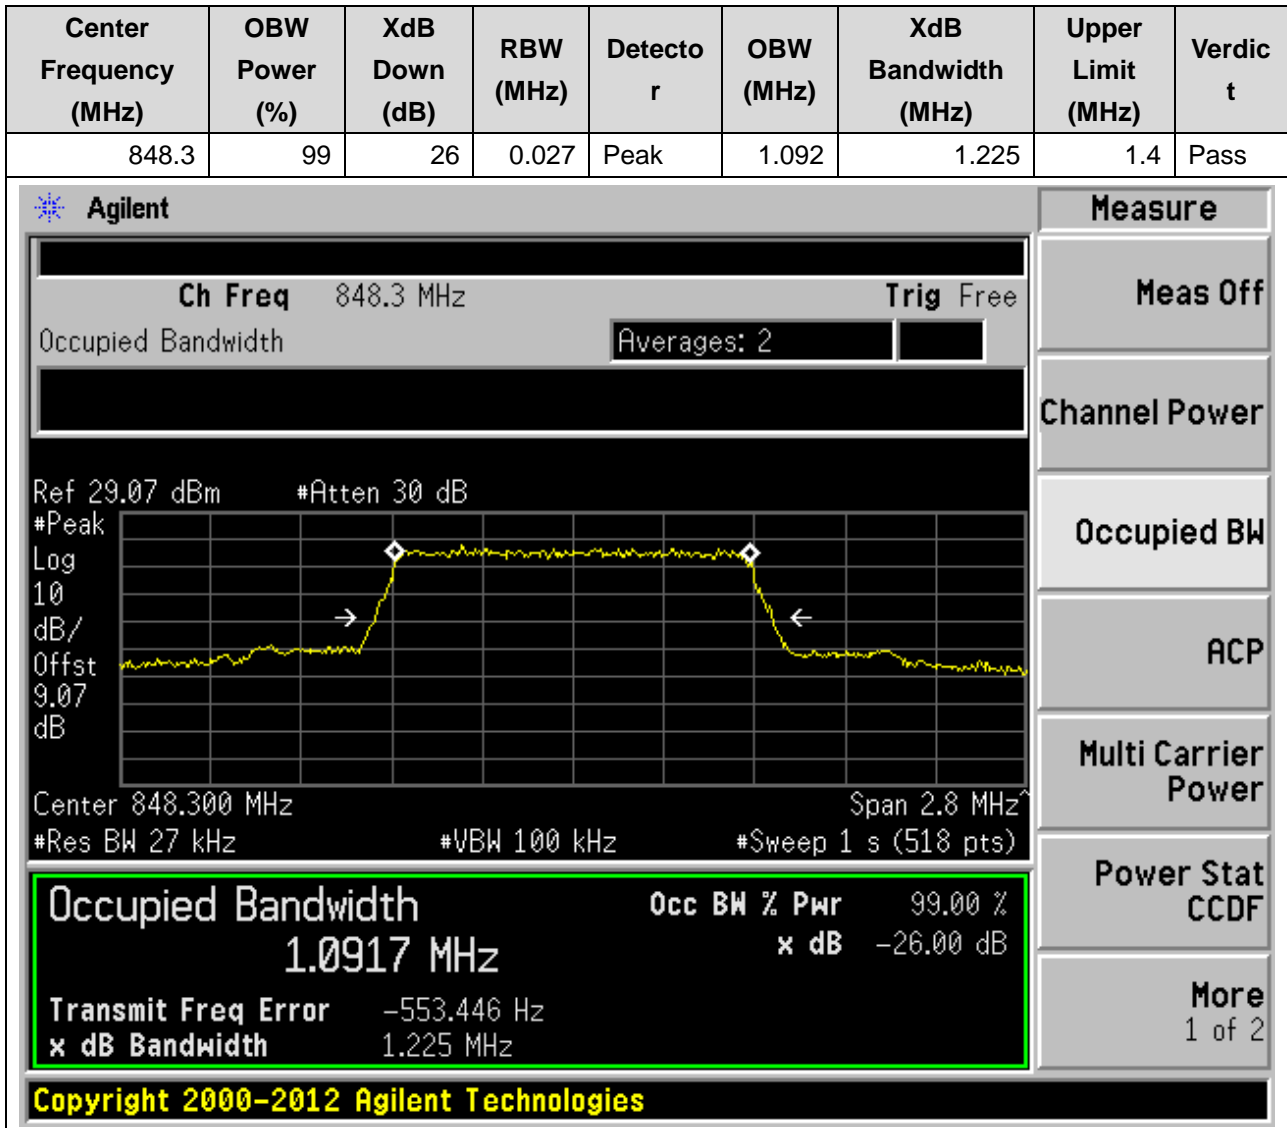 Center Frequency (MHz) OBW Power (%) XdB Down (dB) RBW (MHz) Detecto r OBW (MHz) XdB Bandwidth (MHz) Upper Limit (MHz) Verdic t
848.3 99 26 0.027 Peak 1.092 1.225 1.4 Pass
Agilent
Measure
Ch Freq 848.3 MHz Trig Free
Meas Off
Occupied Bandwidth Averages: 2
Channel Power
Ref 29.07 dBm #Atten 30 dB
#Peak
Log
10
dB/
Offst
9.07
dB
Occupied BW
ACP
Multi Carrier
Power
Center 848.300 MHz Span 2.8 MHz^
#Res BW 27 kHz #VBW 100 kHz #Sweep 1 s (518 pts)
Power Stat
CCDF
Occupied Bandwidth Occ BW % Pwr 99.00 %
1.0917 MHz x dB -26.00 dB
Transmit Freq Error -553.446 Hz
x dB Bandwidth 1.225 MHz
More
1 of 2
Copyright 2000-2012 Agilent Technologies